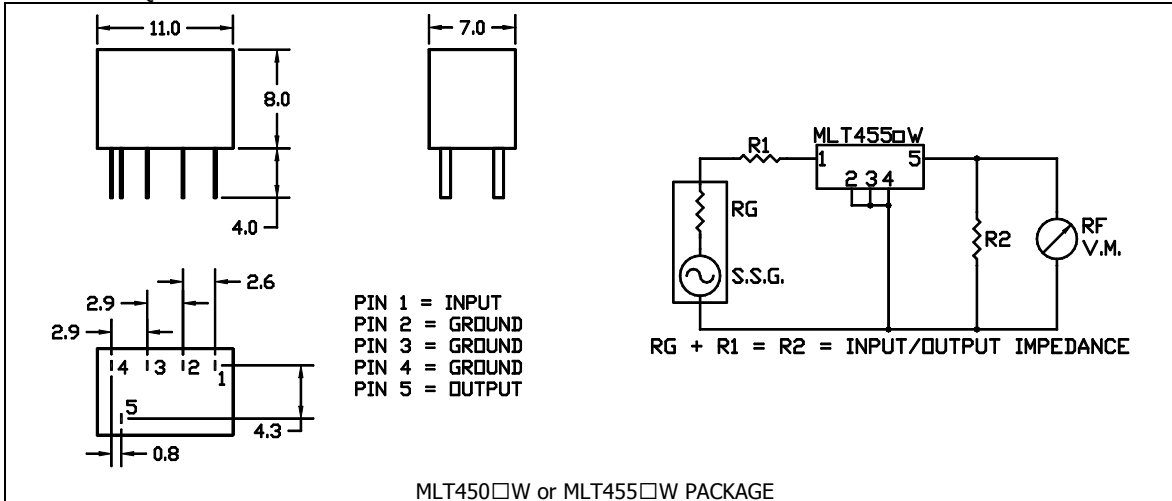 11.0
7.0
8.0
4.0
2.6
2.9
2.9
4 3 2 1
5
4.3
0.8
PIN 1 = INPUT
PIN 2 = GROUND
PIN 3 = GROUND
PIN 4 = GROUND
PIN 5 = OUTPUT
MLT455□W
R1
1 5
2 3 4
RG
S.S.G.
R2
RF
V.M.
RG + R1 = R2 = INPUT/OUTPUT IMPEDANCE
MLT450□W or MLT455□W PACKAGE